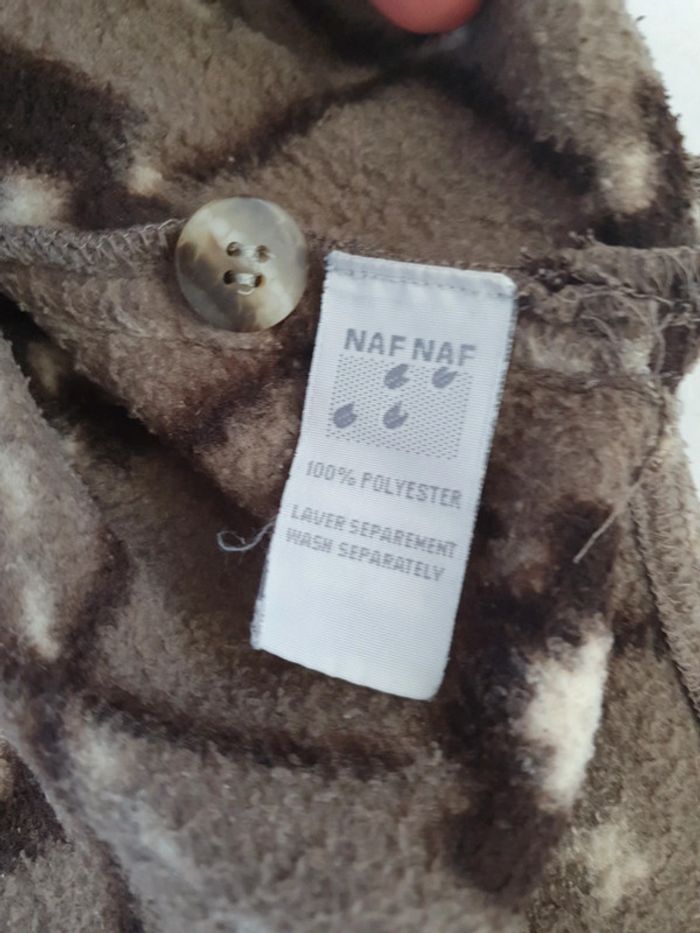 NAF NAF
100% POLYESTER
LAVER SEPAREMENT
WASH SEPARATELY